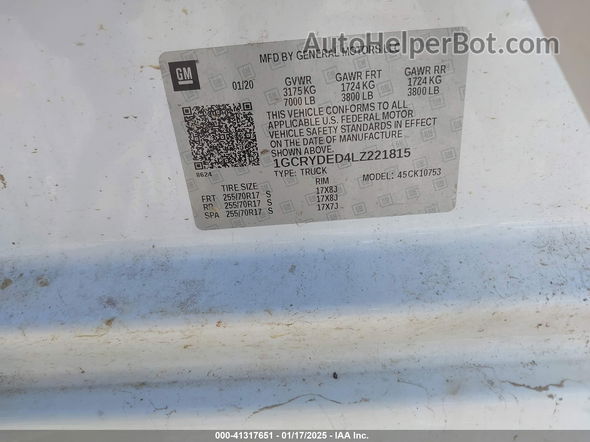 AutoHelperBot.com
MFD BY GENERAL MOTORS LLC
GM
01/20
GVWR GAWR FRT GAWR RR
3175 KG 1724 KG 1724 KG
7000 LB 3800 LB 3800 LB
THIS VEHICLE CONFORMS TO ALL
APPLICABLE U.S. FEDERAL MOTOR
VEHICLE SAFETY STANDARDS IN EFFECT
ON THE DATE OF MANUFACTURE
SHOWN ABOVE.
8624
1GCRYDED4LZ221815
TYPE: TRUCK MODEL: 45CK10753
TIRE SIZE RIM
FRT 255/70R17 S 17X8J
RR 255/70R17 S 17X8J
SPA 255/70R17 S 17X7J
000-41317651 - 01/17/2025 - IAA Inc.